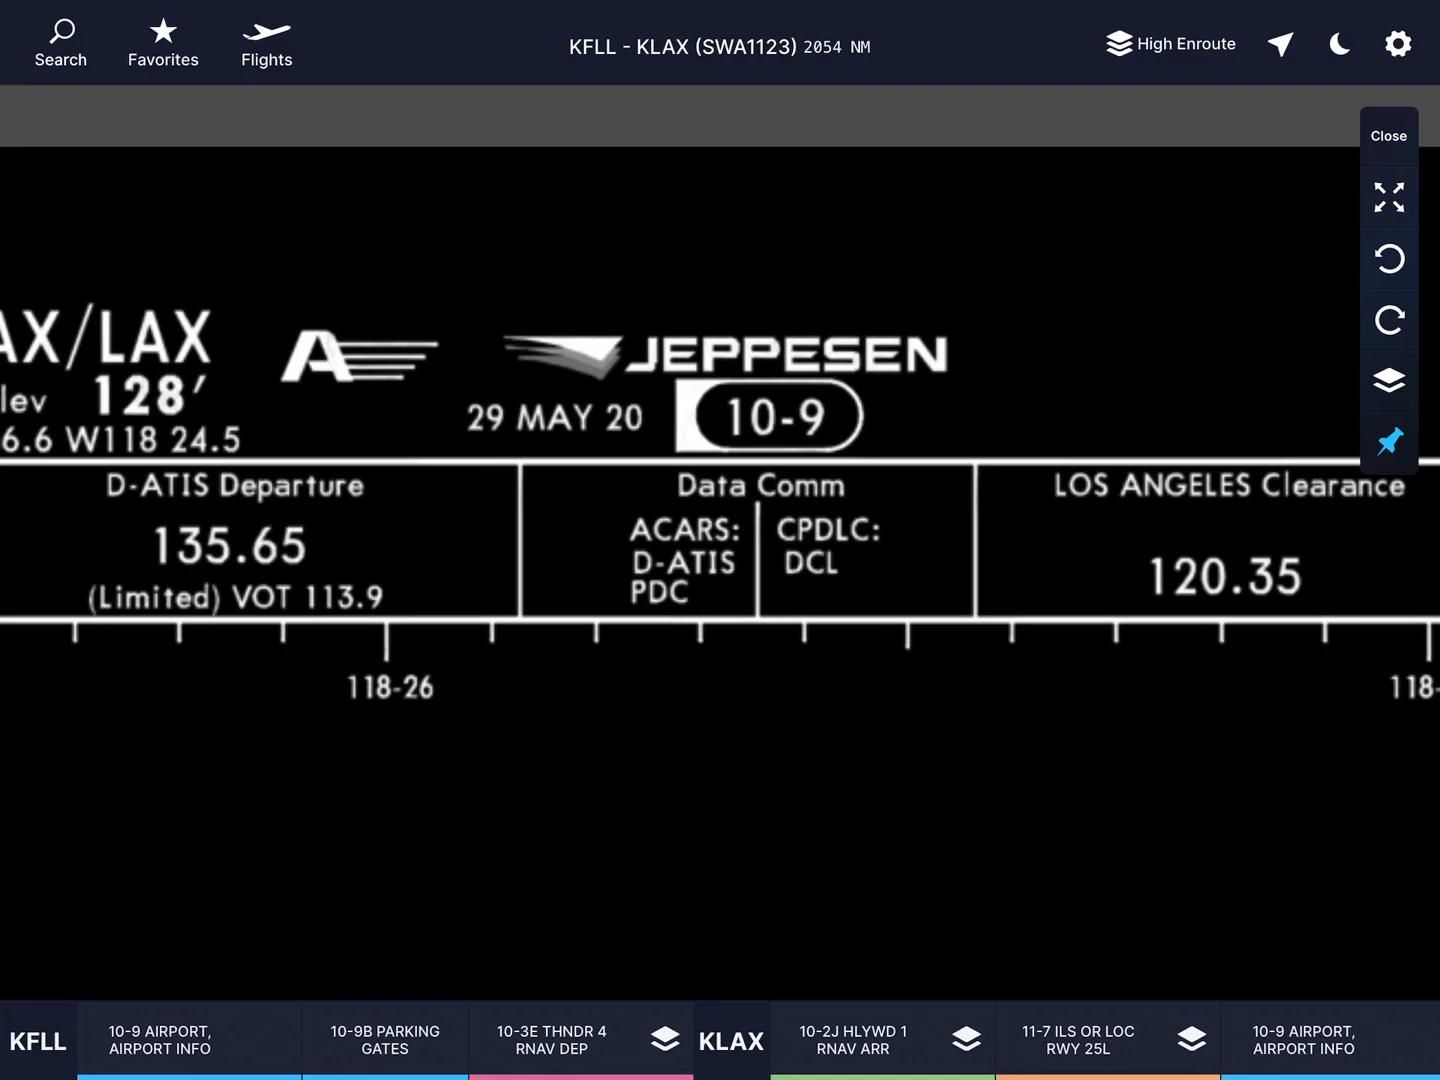 Search
Favorites
Flights
KFLL - KLAX (SWA1123) 2054 NM
High Enroute
Close
AX/LAX
JEPPESEN
lev 128'
29 MAY 20
10-9
6.6 W118 24.5
D-ATIS Departure
135.65
(Limited) VOT 113.9
Data Comm
ACARS:
D-ATIS
PDC
CPDLC:
DCL
LOS ANGELES Clearance
120.35
118-26
118-
KFLL
10-9 AIRPORT,
AIRPORT INFO
10-9B PARKING
GATES
10-3E THNDR 4
RNAV DEP
KLAX
10-2J HLYWD 1
RNAV ARR
11-7 ILS OR LOC
RWY 25L
10-9 AIRPORT,
AIRPORT INFO